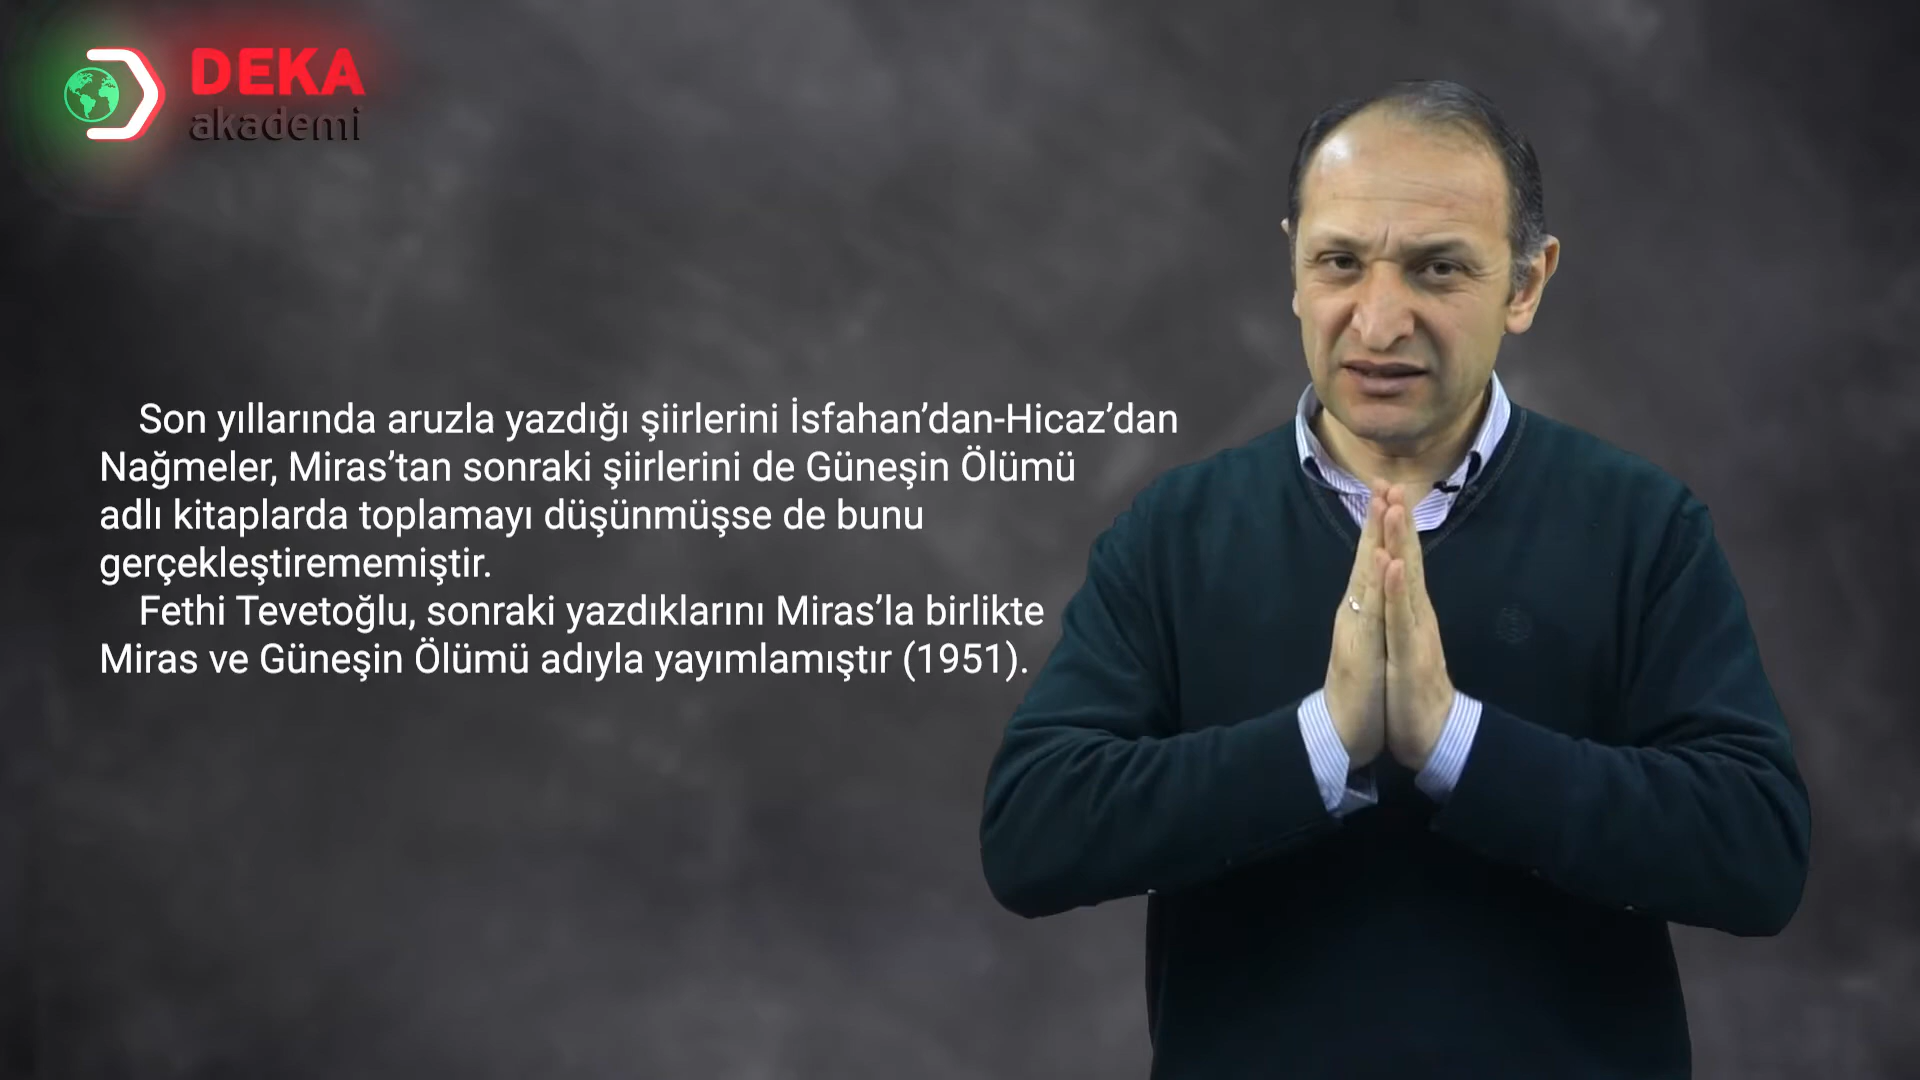 DEKA
akademi
Son yıllarında aruzla yazdığı şiirlerini İsfahan’dan-Hicaz’dan
Nağmeler, Miras’tan sonraki şiirlerini de Güneşin Ölümü
adlı kitaplarda toplamayı düşünmüşse de bunu
gerçekleştirememiştir.
Fethi Tevetoğlu, sonraki yazdıklarını Miras’la birlikte
Miras ve Güneşin Ölümü adıyla yayımlamıştır (1951).